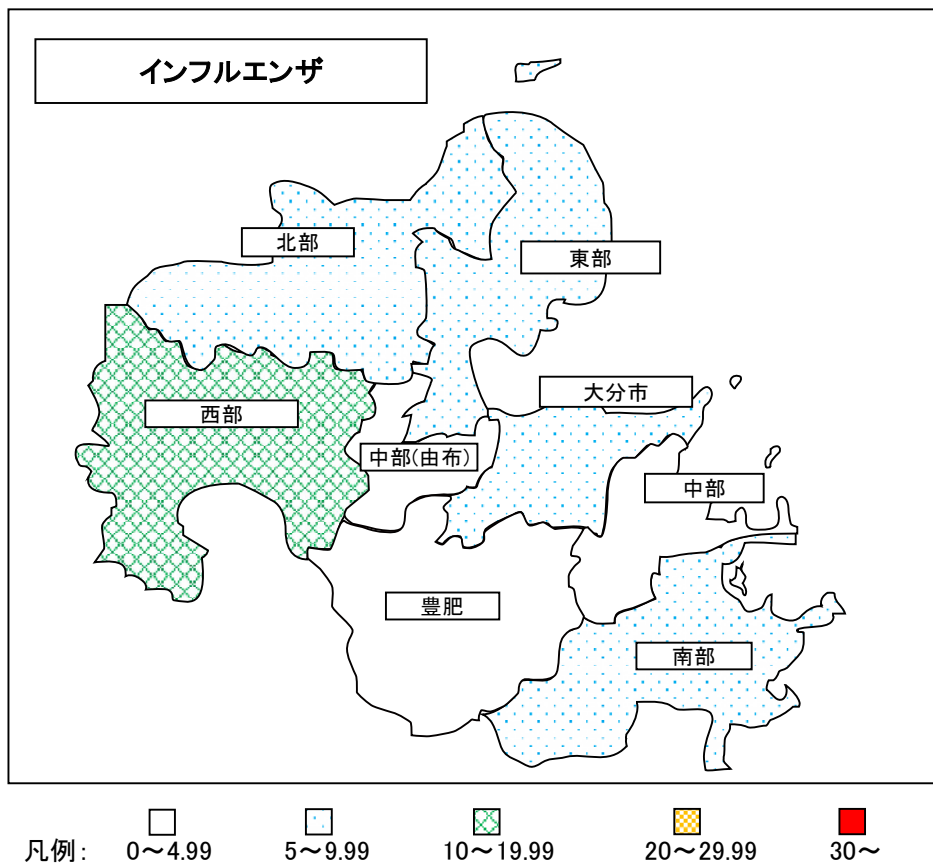 インフルエンザ
北部
東部
大分市
西部
中部(由布)
中部
豊肥
南部
凡例: 0～4.99 5～9.99 10～19.99 20～29.99 30～